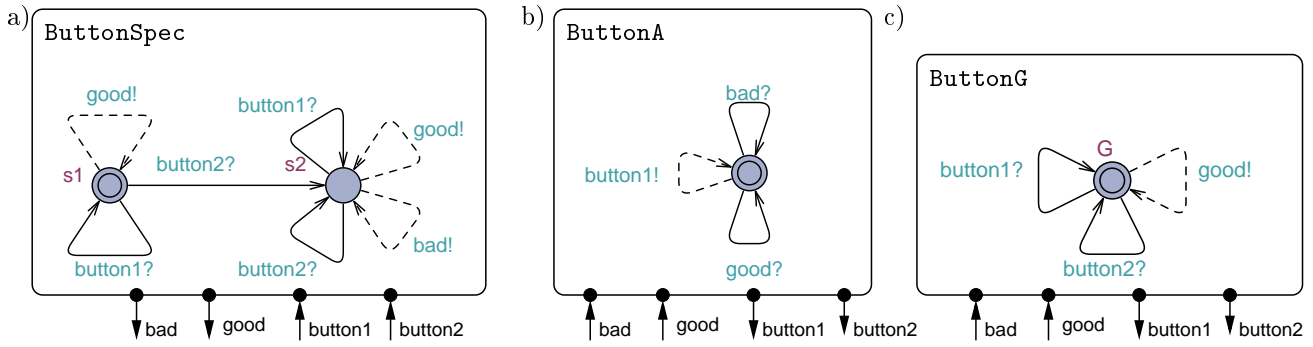 a)
ButtonSpec
good!
button1?
good!
s1
button2?
s2
bad!
button1?
button2?
bad
good
button1
button2
b)
ButtonA
bad?
button1!
good?
bad
good
button1
button2
c)
ButtonG
G
button1?
good!
button2?
bad
good
button1
button2